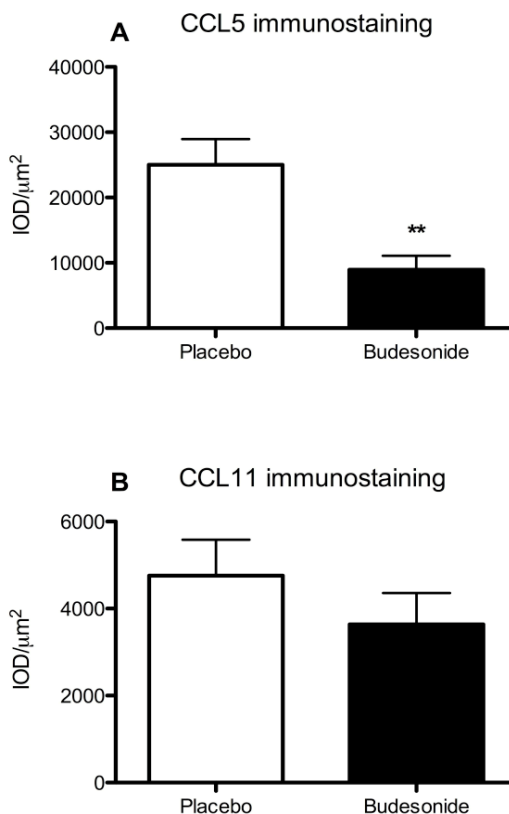 A CCL5 immunostaining
40000
30000
20000
10000
0
IOD/μm²
**
Placebo Budesonide
B CCL11 immunostaining
6000
4000
2000
0
IOD/μm²
Placebo Budesonide